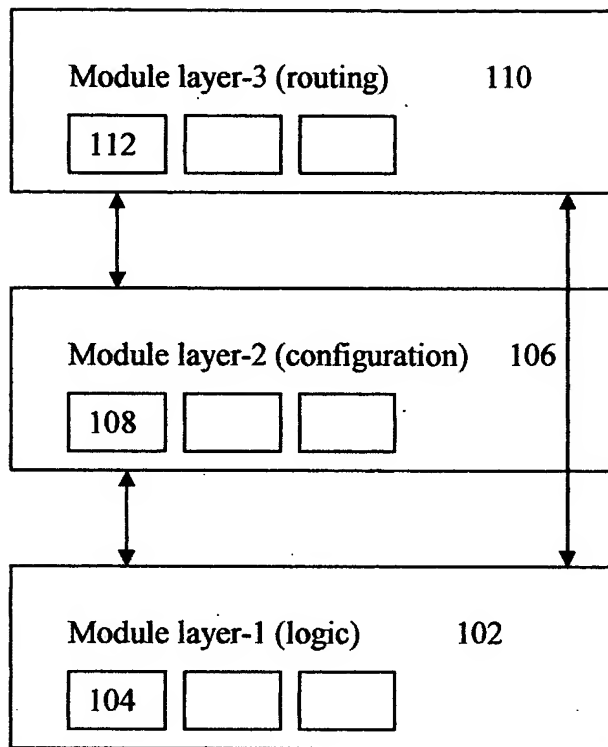 Module layer-3 (routing) 110
112
Module layer-2 (configuration) 106
108
Module layer-1 (logic) 102
104